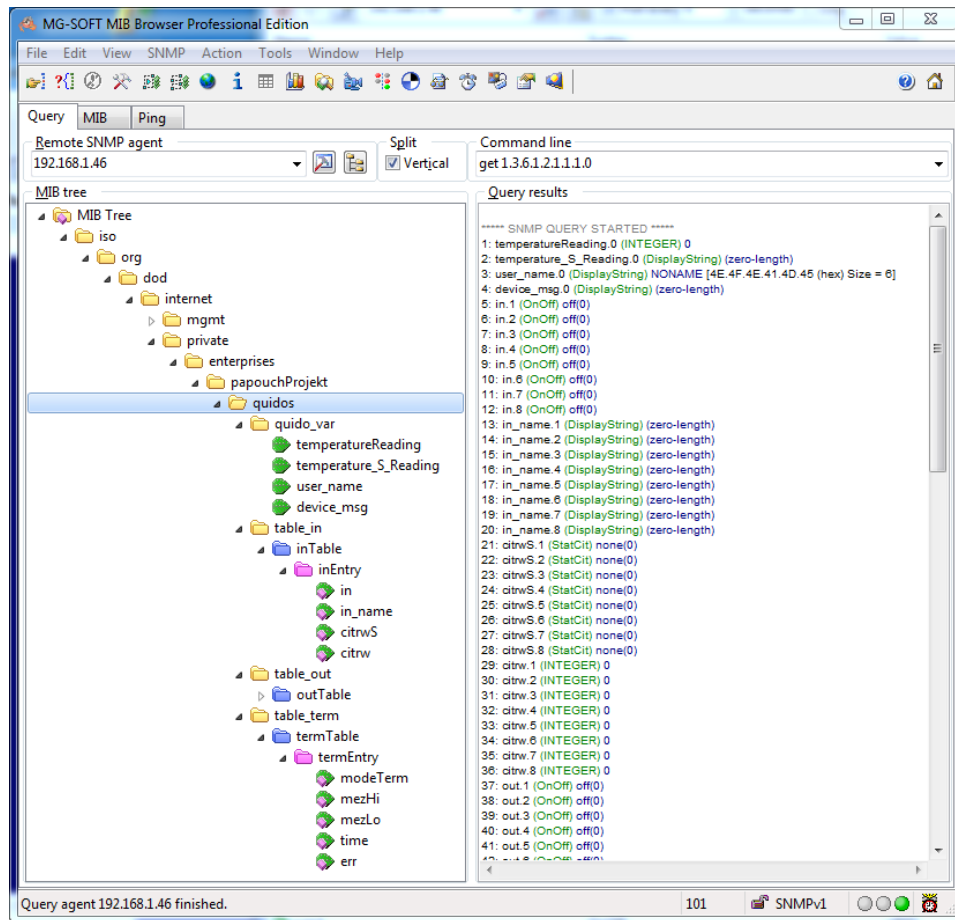 MG-SOFT MIB Browser Professional Edition
File Edit View SNMP Action Tools Window Help
Query MIB Ping
Remote SNMP agent
192.168.1.46
Split
Vertical
Command line
get 1.3.6.1.2.1.1.1.0
MIB tree
MIB Tree
iso
org
dod
internet
mgmt
private
enterprises
papouchProjekt
quidos
quido_var
temperatureReading
temperature_S_Reading
user_name
device_msg
table_in
inTable
inEntry
in
in_name
citrwS
citrw
table_out
outTable
table_term
termTable
termEntry
modeTerm
mezHi
mezLo
time
err
Query results
***** SNMP QUERY STARTED *****
1: temperatureReading.0 (INTEGER) 0
2: temperature_S_Reading.0 (DisplayString) (zero-length)
3: user_name.0 (DisplayString) NONAME [4E.4F.4E.41.4D.45 (hex) Size = 6]
4: device_msg.0 (DisplayString) (zero-length)
5: in.1 (OnOff) off(0)
6: in.2 (OnOff) off(0)
7: in.3 (OnOff) off(0)
8: in.4 (OnOff) off(0)
9: in.5 (OnOff) off(0)
10: in.6 (OnOff) off(0)
11: in.7 (OnOff) off(0)
12: in.8 (OnOff) off(0)
13: in_name.1 (DisplayString) (zero-length)
14: in_name.2 (DisplayString) (zero-length)
15: in_name.3 (DisplayString) (zero-length)
16: in_name.4 (DisplayString) (zero-length)
17: in_name.5 (DisplayString) (zero-length)
18: in_name.6 (DisplayString) (zero-length)
19: in_name.7 (DisplayString) (zero-length)
20: in_name.8 (DisplayString) (zero-length)
21: citrwS.1 (StatCit) none(0)
22: citrwS.2 (StatCit) none(0)
23: citrwS.3 (StatCit) none(0)
24: citrwS.4 (StatCit) none(0)
25: citrwS.5 (StatCit) none(0)
26: citrwS.6 (StatCit) none(0)
27: citrwS.7 (StatCit) none(0)
28: citrwS.8 (StatCit) none(0)
29: citrw.1 (INTEGER) 0
30: citrw.2 (INTEGER) 0
31: citrw.3 (INTEGER) 0
32: citrw.4 (INTEGER) 0
33: citrw.5 (INTEGER) 0
34: citrw.6 (INTEGER) 0
35: citrw.7 (INTEGER) 0
36: citrw.8 (INTEGER) 0
37: out.1 (OnOff) off(0)
38: out.2 (OnOff) off(0)
39: out.3 (OnOff) off(0)
40: out.4 (OnOff) off(0)
41: out.5 (OnOff) off(0)
42: out.6 (OnOff) off(0)
Query agent 192.168.1.46 finished.
101
SNMPv1